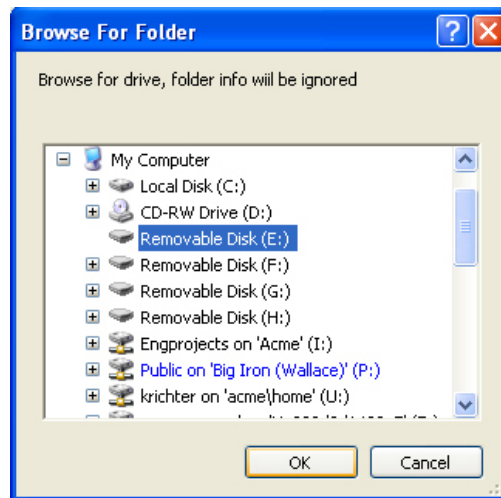 Browse For Folder
Browse for drive, folder info wiil be ignored
My Computer
Local Disk (C:)
CD-RW Drive (D:)
Removable Disk (E:)
Removable Disk (F:)
Removable Disk (G:)
Removable Disk (H:)
Engprojects on 'Acme' (I:)
Public on 'Big Iron (Wallace)' (P:)
krichter on 'acme\home' (U:)
OK
Cancel